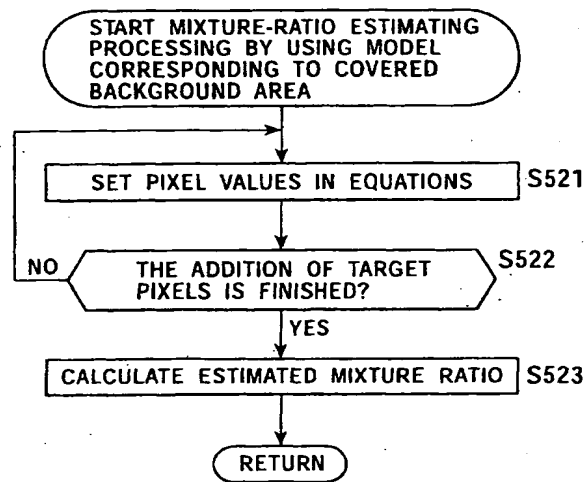 START MIXTURE-RATIO ESTIMATING
PROCESSING BY USING MODEL
CORRESPONDING TO COVERED
BACKGROUND AREA
SET PIXEL VALUES IN EQUATIONS
S521
THE ADDITION OF TARGET
PIXELS IS FINISHED?
S522
NO
YES
CALCULATE ESTIMATED MIXTURE RATIO
S523
RETURN